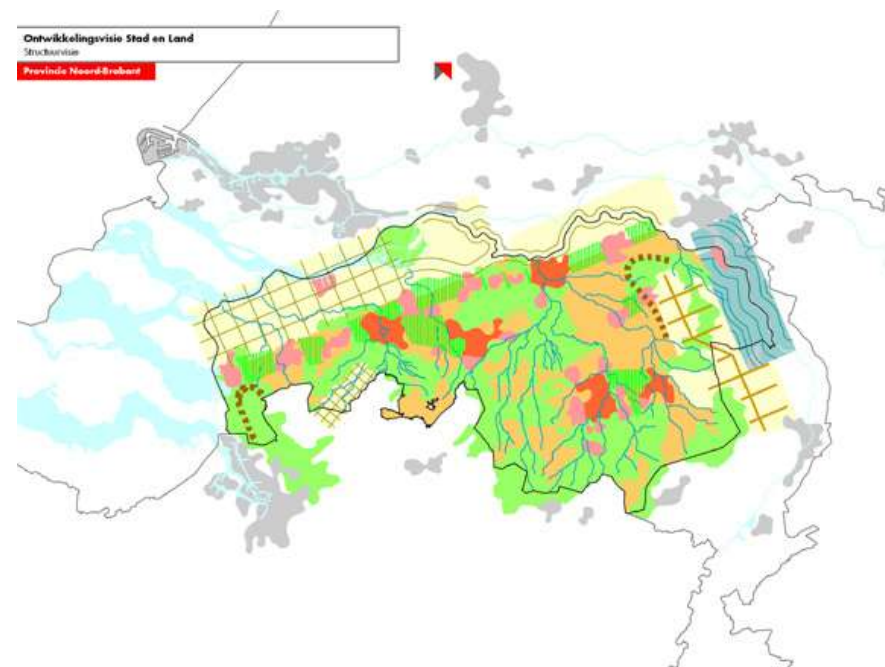 Ontwikkelingsvisie Stad en Land
Structuurvisie
Provincie Noord-Brabant